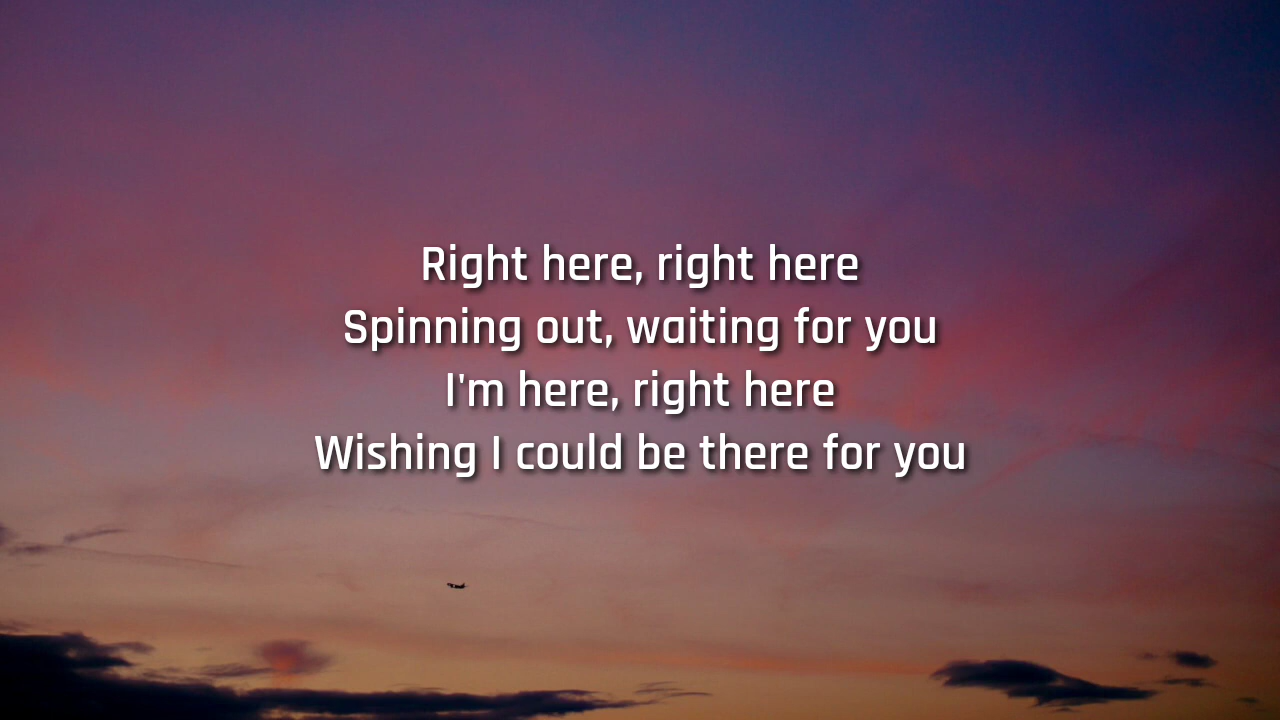 Right here, right here
Spinning out, waiting for you
I'm here, right here
Wishing I could be there for you